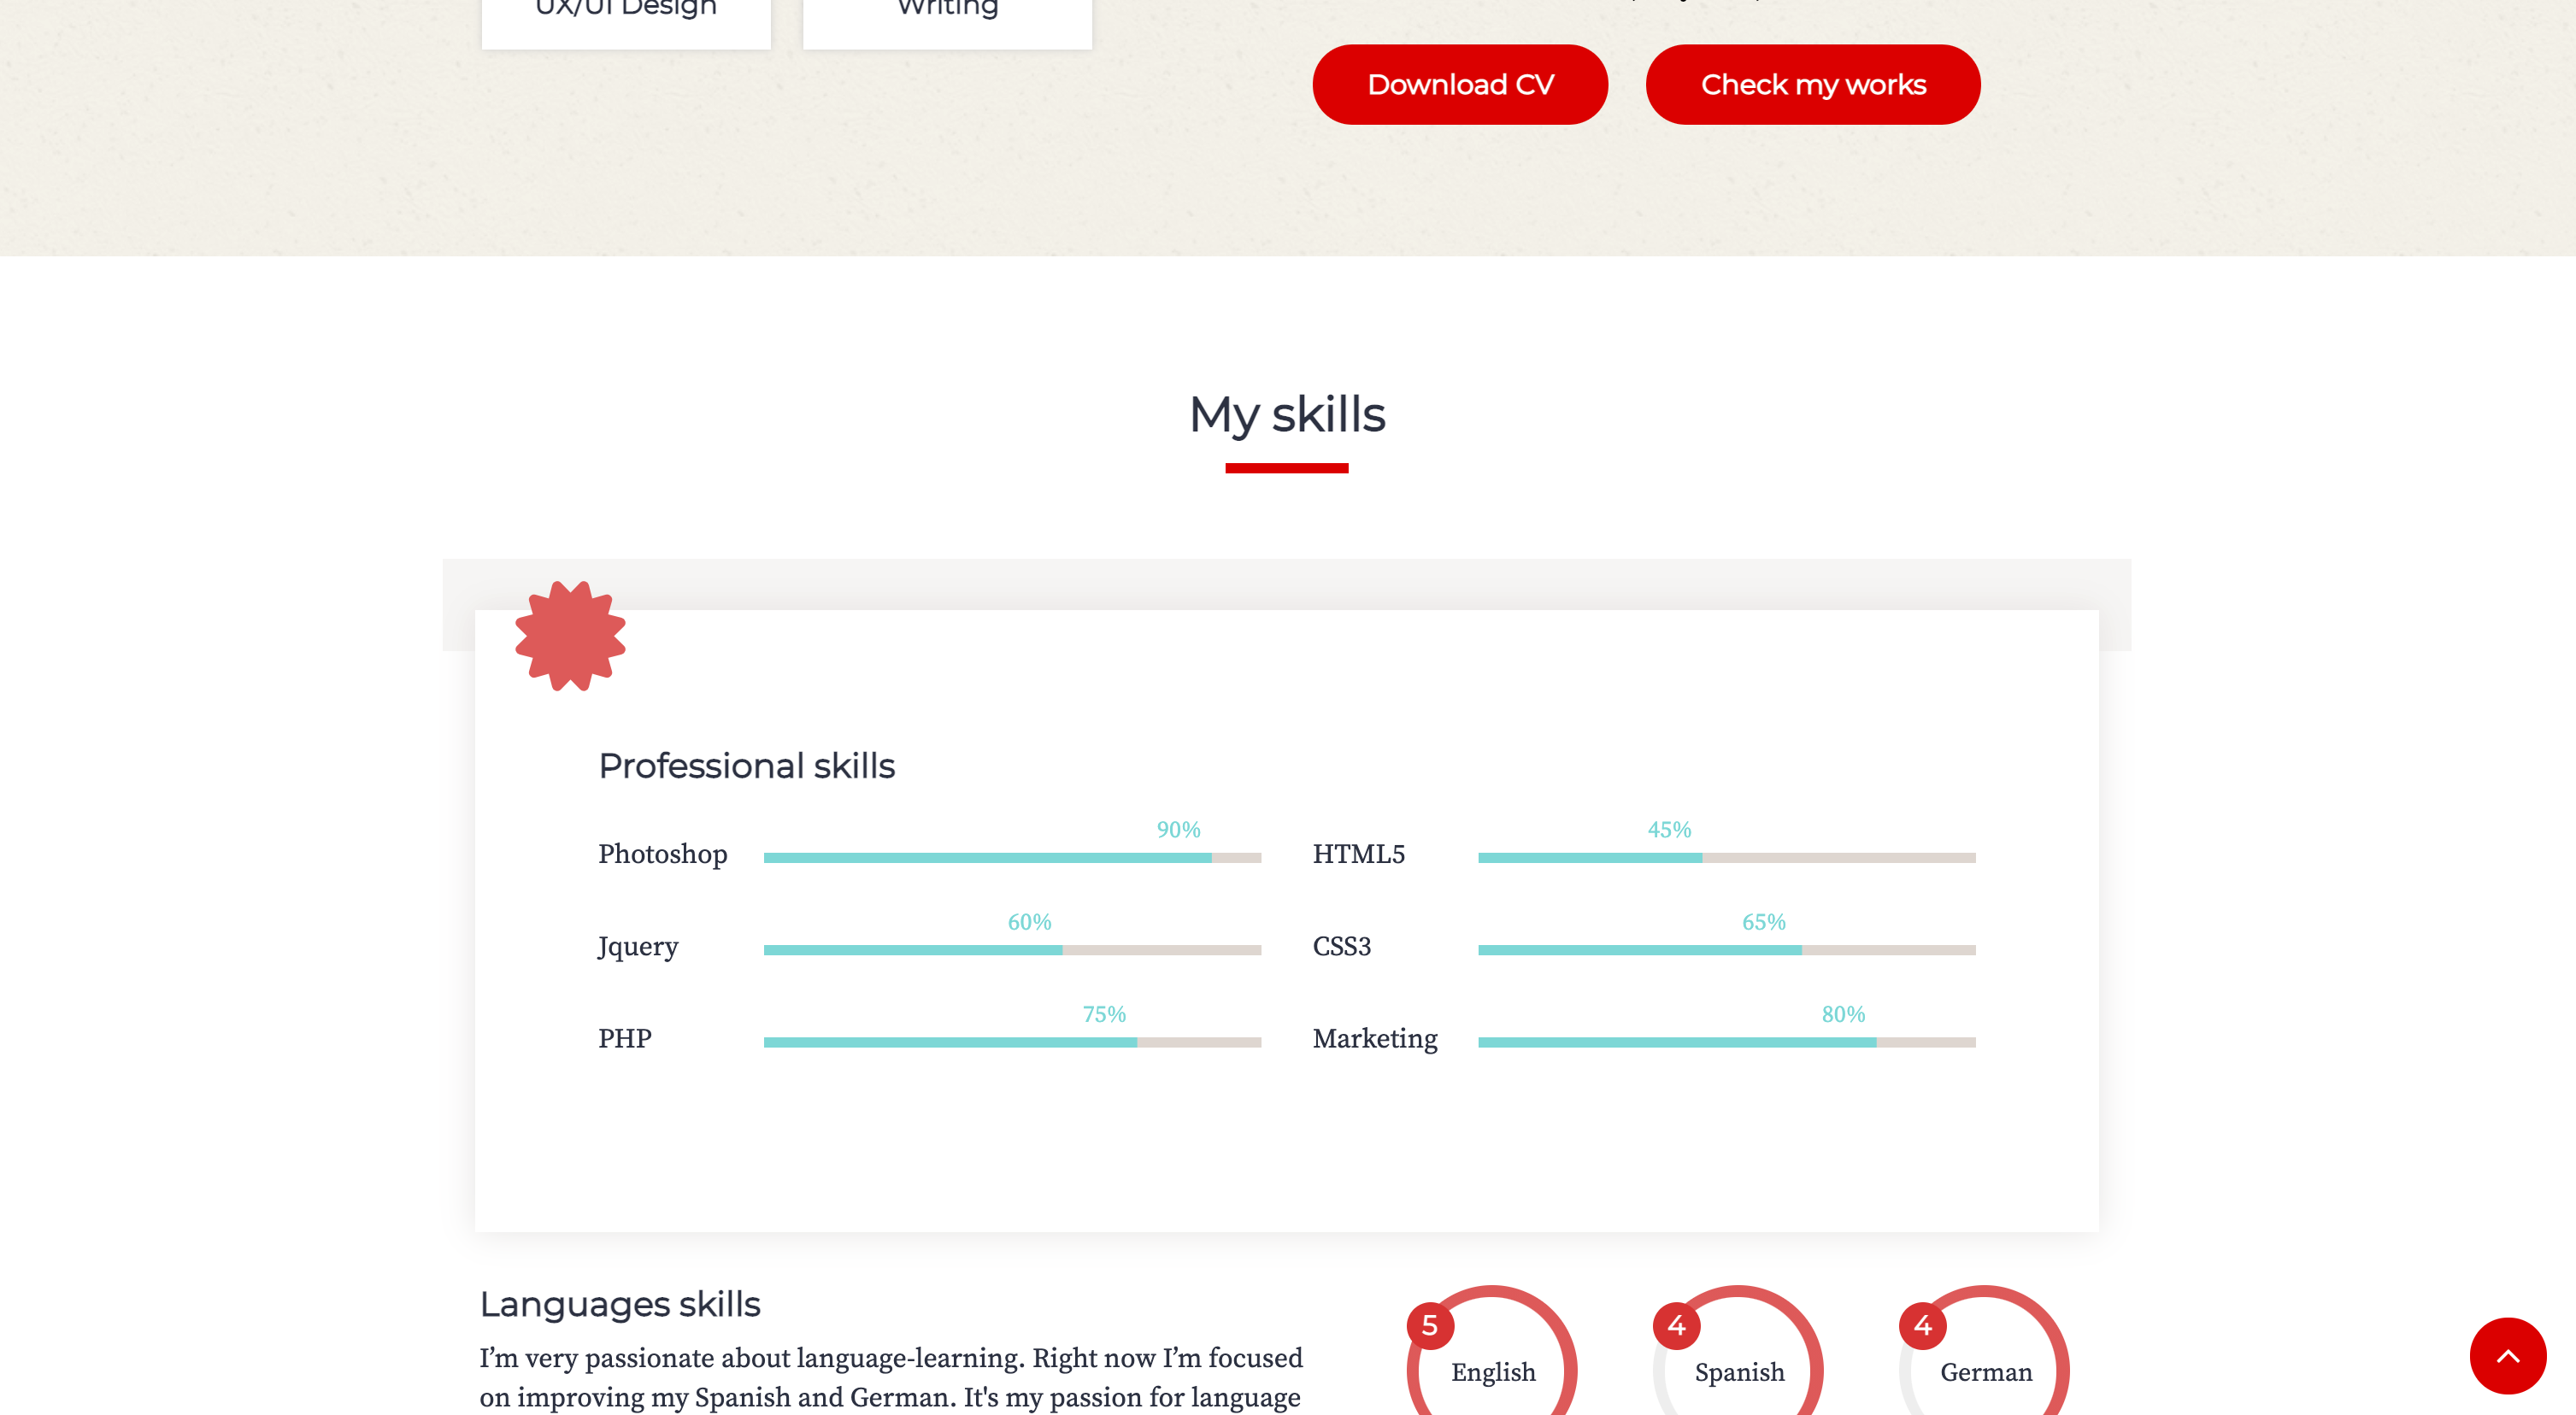 UX/UI Design
Writing
Download CV
Check my works
My skills
Professional skills
Photoshop
90%
HTML5
45%
Jquery
60%
CSS3
65%
PHP
75%
Marketing
80%
Languages skills
I’m very passionate about language-learning. Right now I’m focused
on improving my Spanish and German. It's my passion for language
5
English
4
Spanish
4
German